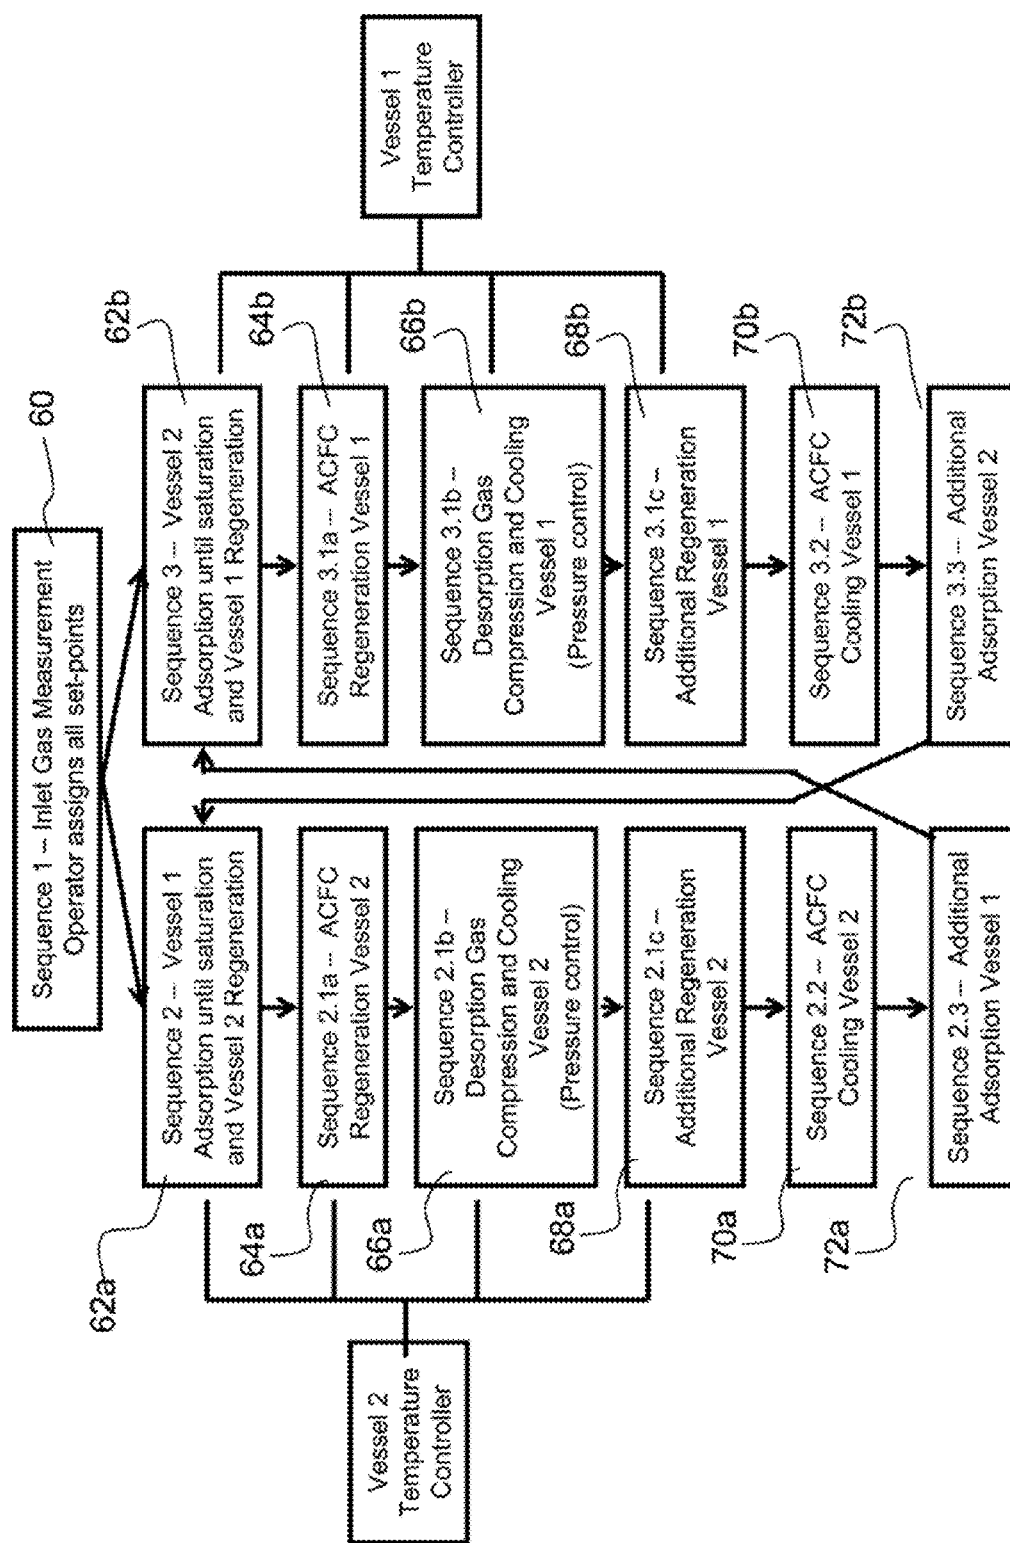 Sequence 1 – Inlet Gas Measurement
Operator assigns all set-points
60
Sequence 2 – Vessel 1
Adsorption until saturation
and Vessel 2 Regeneration
62a
Sequence 2.1a – ACFC
Regeneration Vessel 2
64a
Sequence 2.1b –
Desorption Gas
Compression and Cooling
Vessel 2
(Pressure control)
66a
Sequence 2.1c –
Additional Regeneration
Vessel 2
68a
Sequence 2.2 – ACFC
Cooling Vessel 2
70a
Sequence 2.3 – Additional
Adsorption Vessel 1
72a
Vessel 2
Temperature
Controller
Sequence 3 – Vessel 2
Adsorption until saturation
and Vessel 1 Regeneration
62b
Sequence 3.1a – ACFC
Regeneration Vessel 1
64b
Sequence 3.1b –
Desorption Gas
Compression and Cooling
Vessel 1
(Pressure control)
66b
Sequence 3.1c –
Additional Regeneration
Vessel 1
68b
Sequence 3.2 – ACFC
Cooling Vessel 1
70b
Sequence 3.3 – Additional
Adsorption Vessel 2
72b
Vessel 1
Temperature
Controller